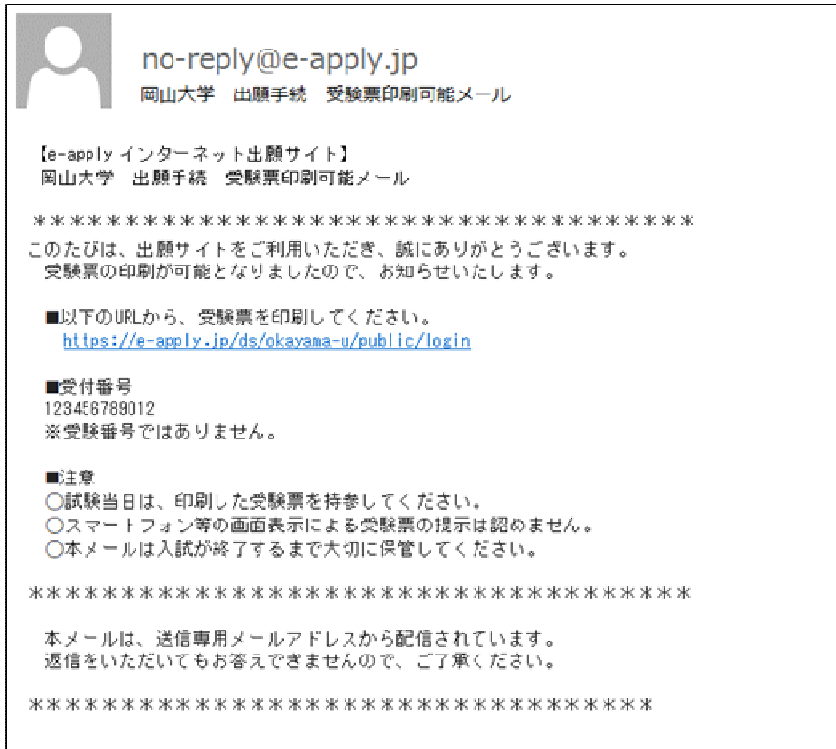 no-reply@e-apply.jp
岡山大学　出願手続　受験票印刷可能メール
【e-apply インターネット出願サイト】
岡山大学　出願手続　受験票印刷可能メール
＊＊＊＊＊＊＊＊＊＊＊＊＊＊＊＊＊＊＊＊＊＊＊＊＊＊＊＊＊＊＊＊＊＊＊＊
このたびは、出願サイトをご利用いただき、誠にありがとうございます。
受験票の印刷が可能となりましたので、お知らせいたします。
■以下のURLから、受験票を印刷してください。
https://e-apply.jp/ds/okayama-u/public/login
■受付番号
123456789012
※受験番号ではありません。
■注意
○試験当日は、印刷した受験票を持参してください。
○スマートフォン等の画面表示による受験票の提示は認めません。
○本メールは入試が終了するまで大切に保管してください。
＊＊＊＊＊＊＊＊＊＊＊＊＊＊＊＊＊＊＊＊＊＊＊＊＊＊＊＊＊＊＊＊＊＊＊＊
本メールは、送信専用メールアドレスから配信されています。
返信をいただいてもお答えできませんので、ご了承ください。
＊＊＊＊＊＊＊＊＊＊＊＊＊＊＊＊＊＊＊＊＊＊＊＊＊＊＊＊＊＊＊＊＊＊